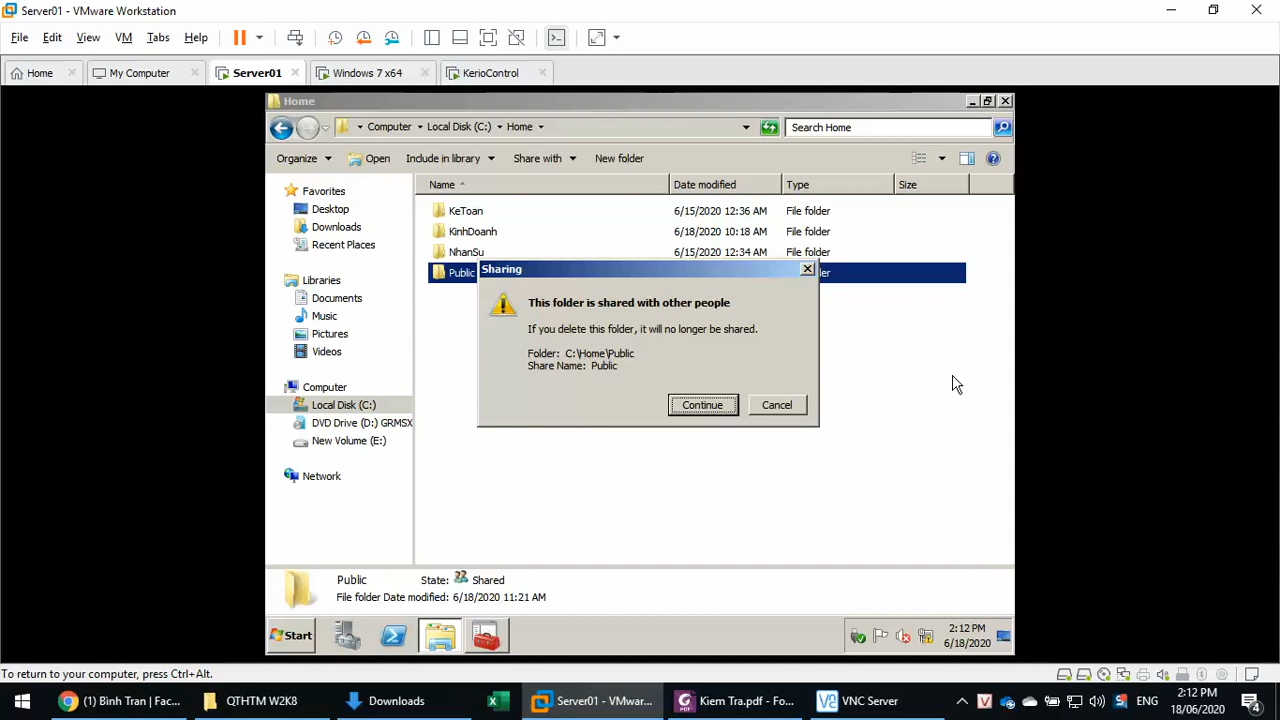 Server01 - VMware Workstation
File Edit View VM Tabs Help
Home My Computer Server01 Windows 7 x64 KerioControl
Home
Computer Local Disk (C:) Home Search Home
Organize Open Include in library Share with New folder
Name Date modified Type Size
Favorites
Desktop
Downloads
Recent Places
Libraries
Documents
Music
Pictures
Videos
Computer
Local Disk (C:)
DVD Drive (D:) GRMSX
New Volume (E:)
Network
KeToan 6/15/2020 12:36 AM File folder
KinhDoanh 6/18/2020 10:18 AM File folder
NhanSu 6/15/2020 12:34 AM File folder
Public
Sharing
This folder is shared with other people
If you delete this folder, it will no longer be shared.
Folder: C:\Home\Public
Share Name: Public
Continue Cancel
Public State: Shared
File folder Date modified: 6/18/2020 11:21 AM
Start 2:12 PM
6/18/2020
To return to your computer, press Ctrl+Alt.
(1) Bình Tran | Fac... QTHTM W2K8 Downloads Server01 - VMwar... Kiem Tra.pdf - Fo... VNC Server ENG 2:12 PM
18/06/2020
4